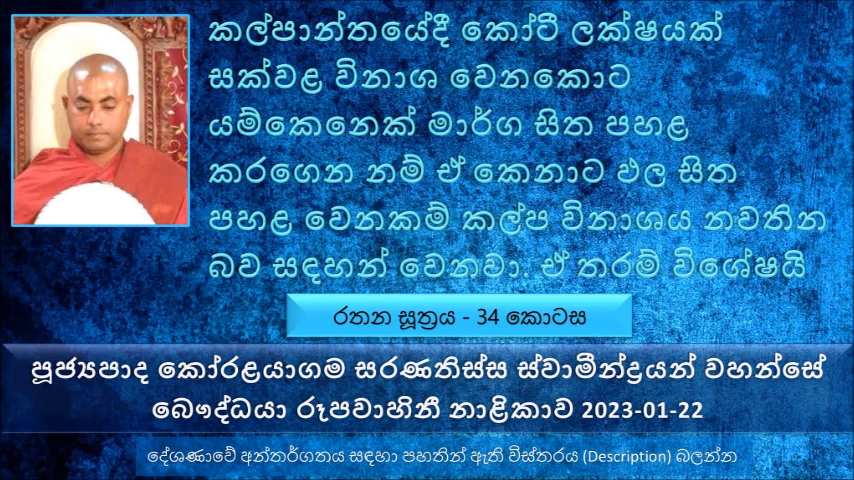 කල්පාන්තයේදී කෝටි ලක්ෂයක්
සක්වළ විනාශ වෙනකොට
යම්කෙනෙක් මාර්ග සිත පහළ
කරගෙන නම් ඒ කෙනාට ඵල සිත
පහළ වෙනකම් කල්ප විනාශය නවතින
බව සඳහන් වෙනවා. ඒ තරම් විශේෂයි
රතන සූත්‍රය - 34 කොටස
පූජ්‍යපාද කෝරළයාගම සරණතිස්ස ස්වාමීන්ද්‍රයන් වහන්සේ
බෞද්ධයා රූපවාහිනී නාළිකාව 2023-01-22
දේශණාවේ අන්තර්ගතය සඳහා පහතින් ඇති විස්තරය (Description) බලන්න